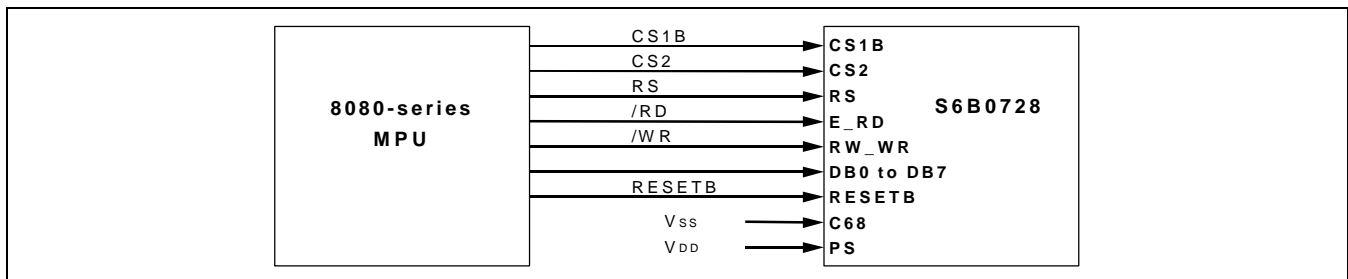 8080-series
MPU
CS1B
CS2
RS
/RD
/WR
RESETB
VSS
VDD
CS1B
CS2
RS
E_RD
RW_WR
DB0 to DB7
RESETB
C68
PS
S6B0728